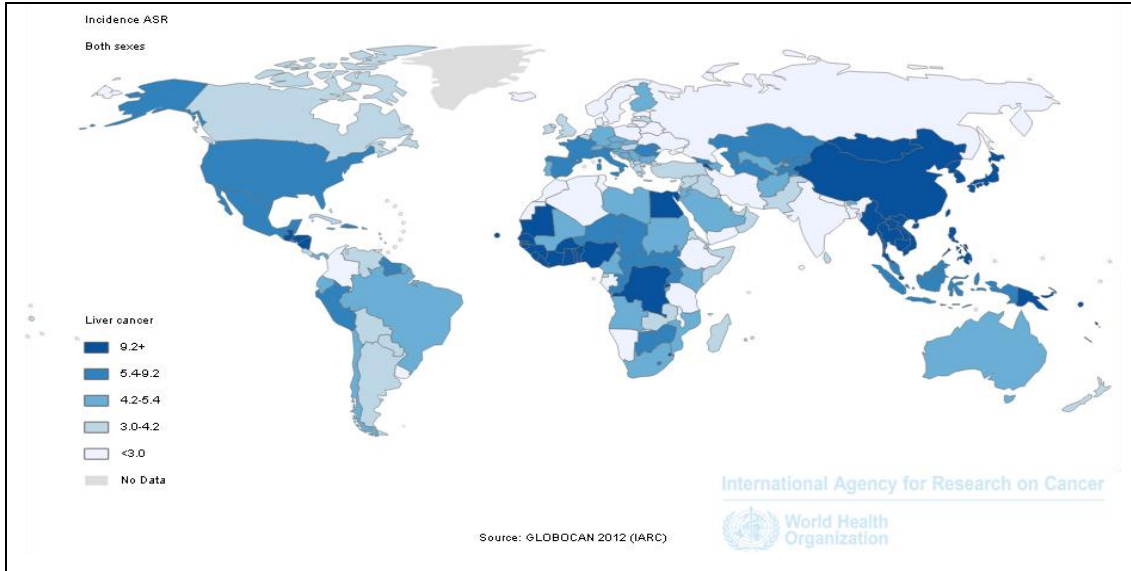 Incidence ASR
Both sexes
Liver cancer
9.2+
5.4-9.2
4.2-5.4
3.0-4.2
<3.0
No Data
International Agency for Research on Cancer
World Health
Organization
Source: GLOBOCAN 2012 (IARC)